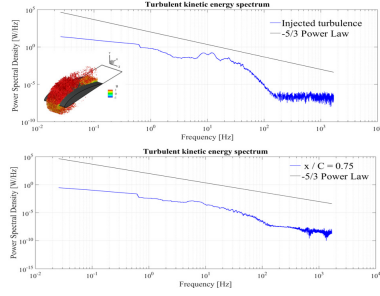 Turbulent kinetic energy spectrum
10^5
10^0
10^-5
10^-10
Power Spectral Density [W/Hz]
Injected turbulence
-5/3 Power Law
10^-2 10^-1 10^0 10^1 10^2 10^3 10^4
Frequency [Hz]
Turbulent kinetic energy spectrum
10^5
10^0
10^-5
10^-10
10^-15
Power Spectral Density [W/Hz]
x / C = 0.75
-5/3 Power Law
10^-2 10^-1 10^0 10^1 10^2 10^3 10^4
Frequency [Hz]